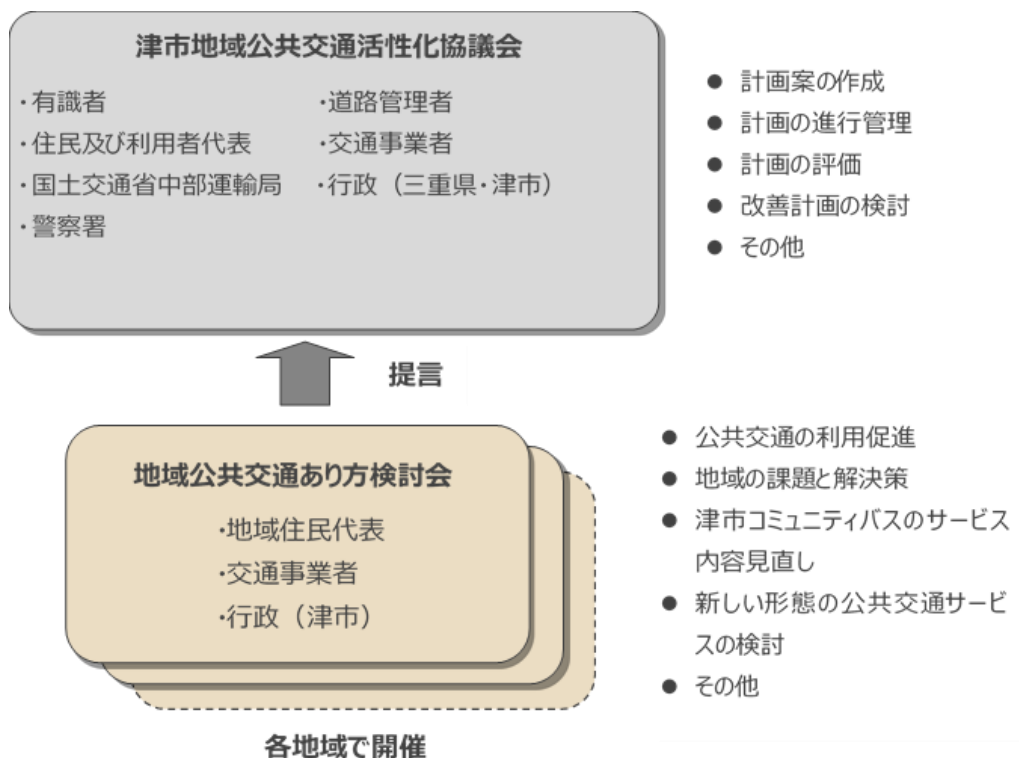 津市地域公共交通活性化協議会
・有識者
・住民及び利用者代表
・国土交通省中部運輸局
・警察署
・道路管理者
・交通事業者
・行政（三重県・津市）
● 計画案の作成
● 計画の進行管理
● 計画の評価
● 改善計画の検討
● その他
提言
地域公共交通あり方検討会
・地域住民代表
・交通事業者
・行政（津市）
各地域で開催
● 公共交通の利用促進
● 地域の課題と解決策
● 津市コミュニティバスのサービス
内容見直し
● 新しい形態の公共交通サービ
スの検討
● その他